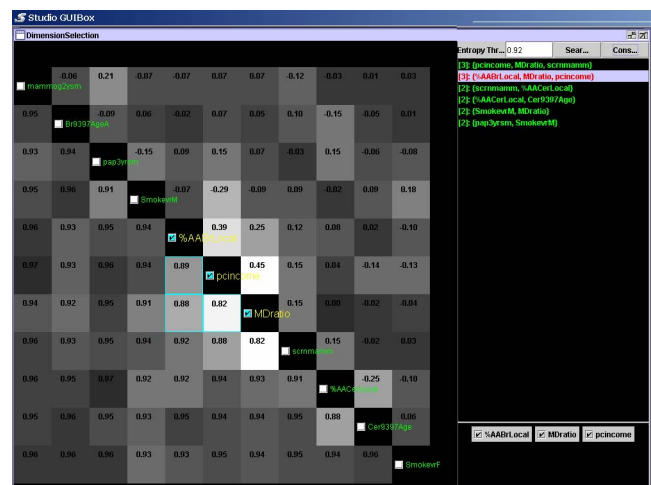 Studio GUIBox
DimensionSelection
Entropy Thr... 0.92 Sear... Cons...
[3]: {pcincome, MDratio, scrnmamm}
[3]: {%AABrLocal, MDratio, pcincome}
[2]: {scrnmamm, %AACerLocal}
[2]: {%AACerLocal, Cer9397Age}
[2]: {SmokevrM, MDratio}
[2]: {pap3yrsm, SmokevrM}
-0.06 0.21 -0.07 -0.07 0.07 0.07 -0.12 -0.03 0.01 0.03
mammog2ysm
0.95 -0.09 0.06 -0.02 0.07 0.05 0.10 -0.15 -0.05 0.01
Br9397AgeA
0.93 0.94 -0.15 0.09 0.15 0.07 -0.03 0.15 -0.06 -0.08
pap3yrsm
0.95 0.96 0.91 -0.07 -0.29 -0.09 0.09 -0.02 0.09 0.18
SmokevrM
0.96 0.93 0.95 0.94 0.39 0.25 0.12 0.08 0.02 -0.10
%AABrLocal
0.97 0.93 0.96 0.94 0.89 0.45 0.15 0.04 -0.14 -0.13
pcincome
0.94 0.92 0.95 0.91 0.88 0.82 0.15 0.00 -0.02 -0.04
MDratio
0.96 0.93 0.95 0.94 0.92 0.88 0.82 0.15 -0.02 0.03
scrnmamm
0.96 0.95 0.97 0.92 0.92 0.94 0.93 0.91 -0.25 -0.10
%AACerLocal
0.95 0.96 0.95 0.93 0.95 0.94 0.94 0.95 0.88 0.06
Cer9397Age
0.96 0.96 0.96 0.93 0.93 0.95 0.94 0.95 0.94 0.96
SmokevrF
%AABrLocal MDratio pcincome